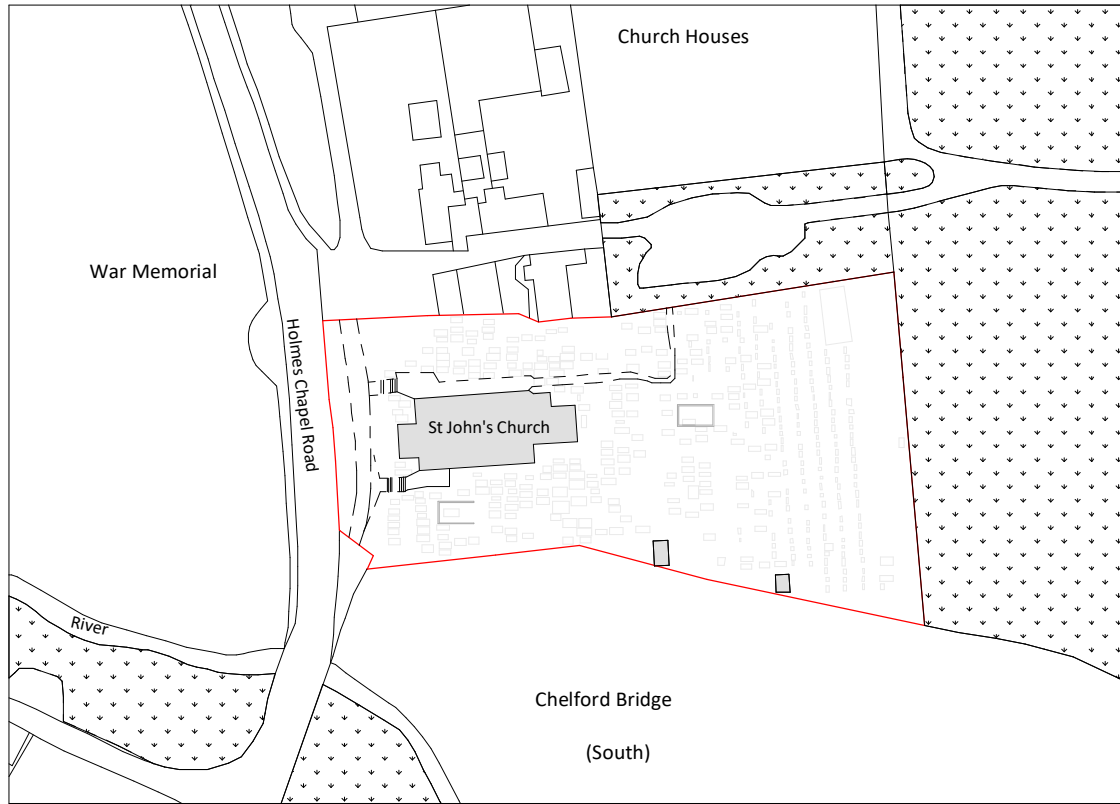 Church Houses
War Memorial
Holmes Chapel Road
St John's Church
River
Chelford Bridge
(South)